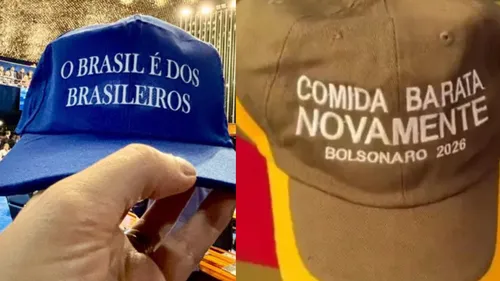 O BRASIL É DOS
BRASILEIROS
COMIDA BARATA
NOVAMENTE
BOLSONARO 2026